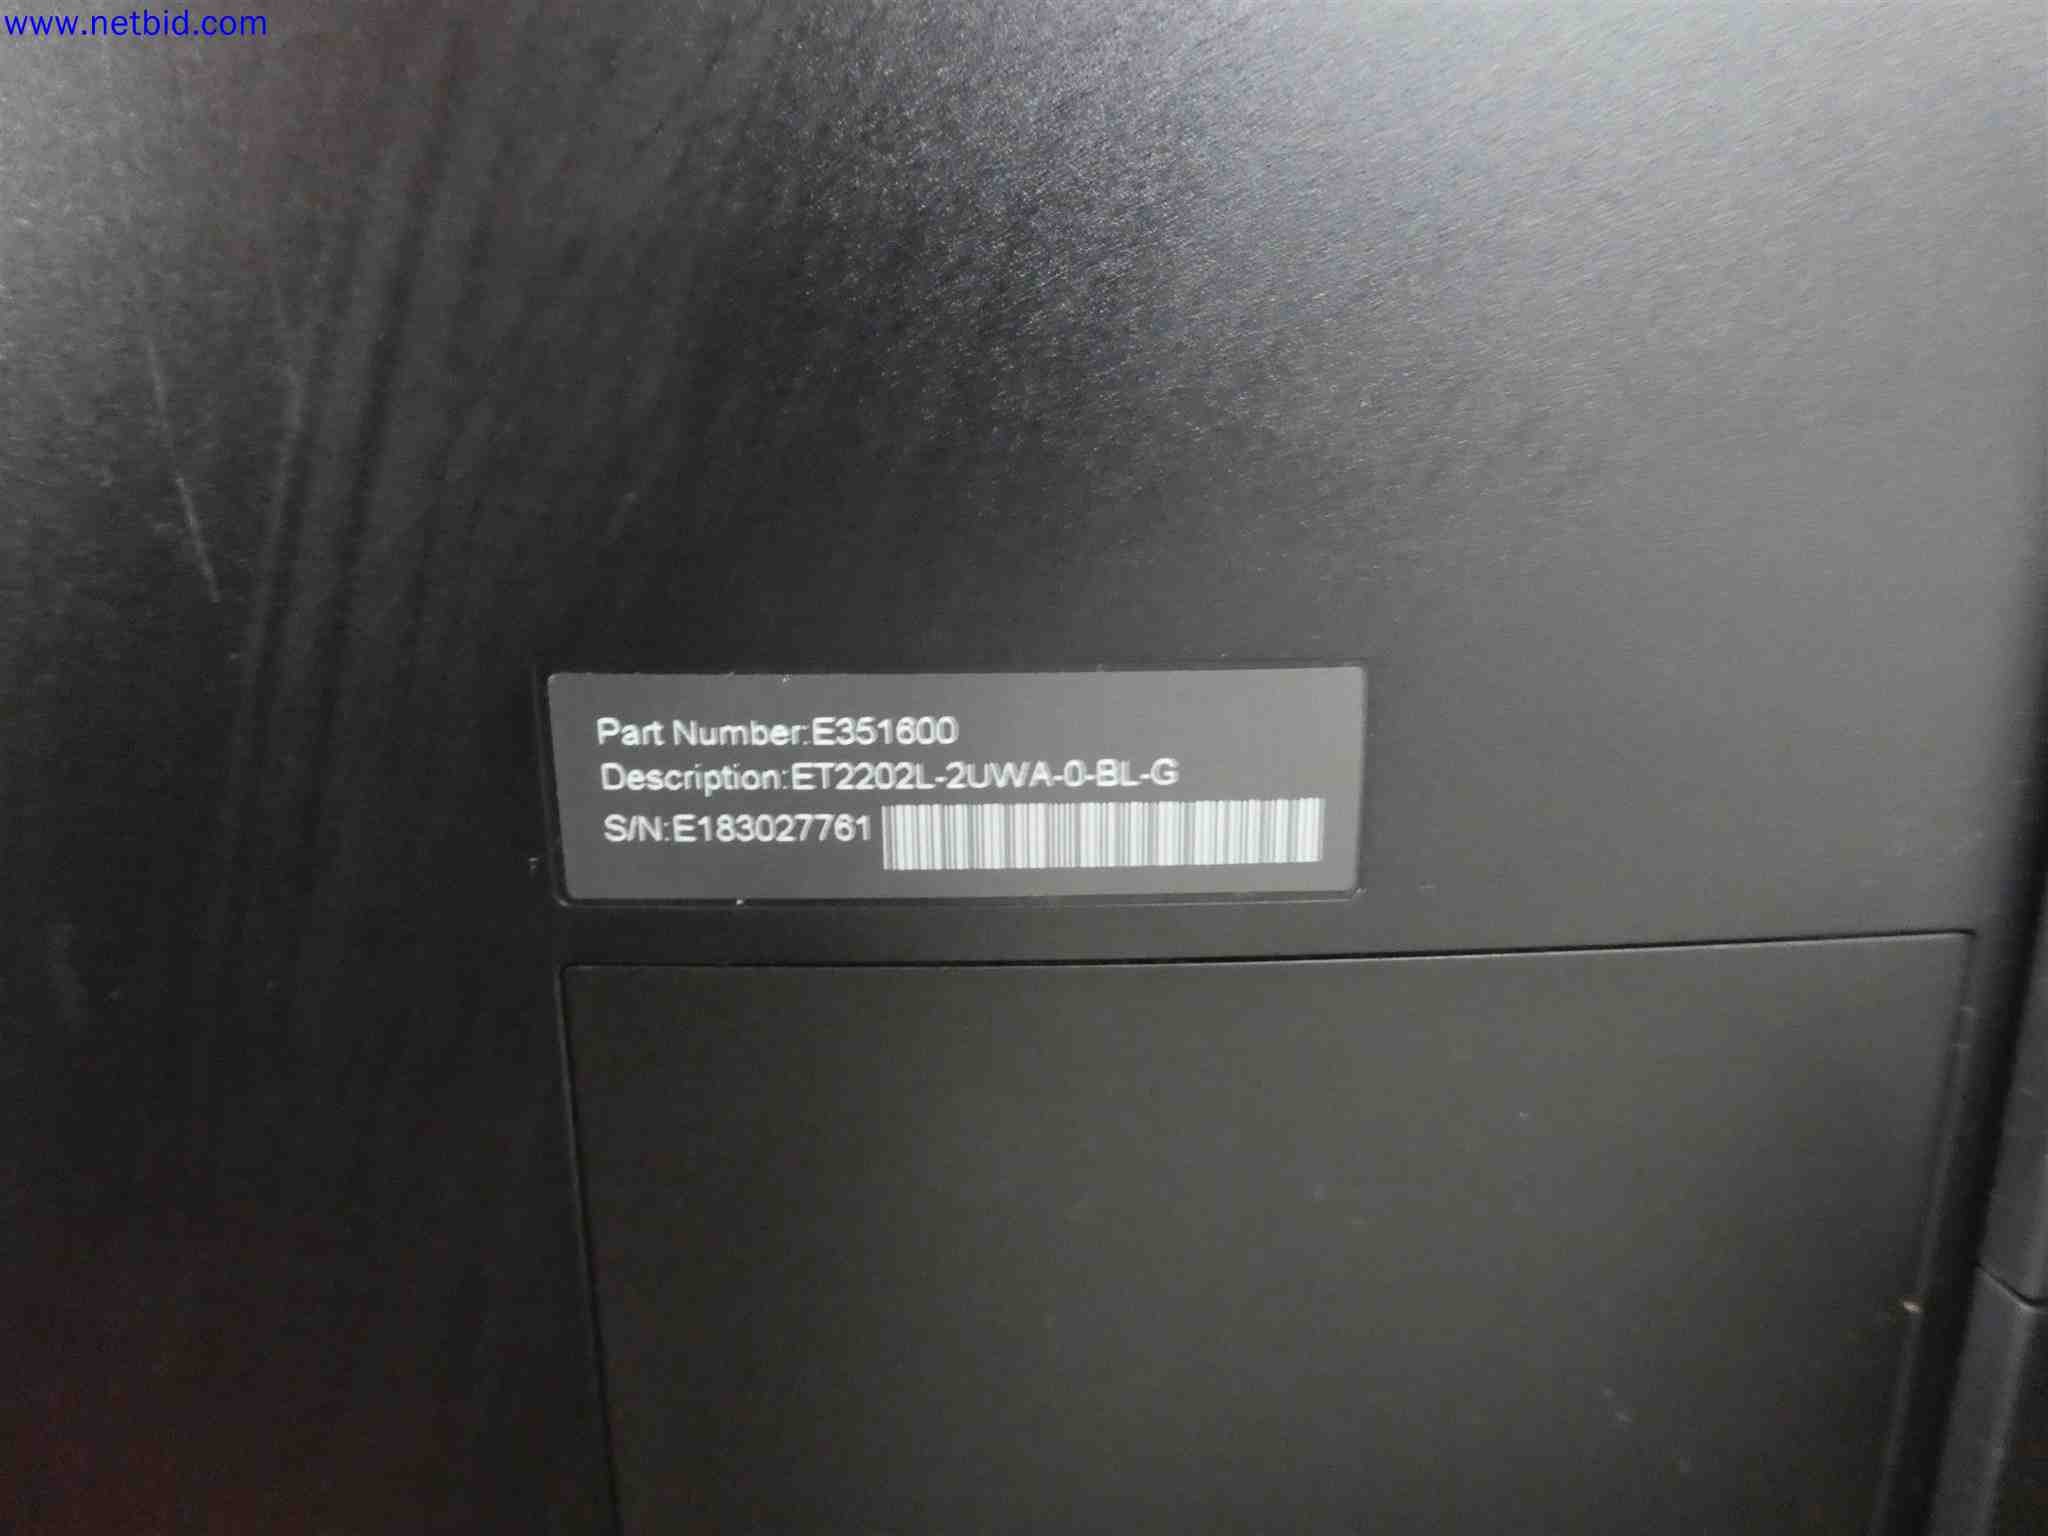 www.netbid.com
Part Number:E351600
Description:ET2202L-2UWA-0-BL-G
S/N:E183027761